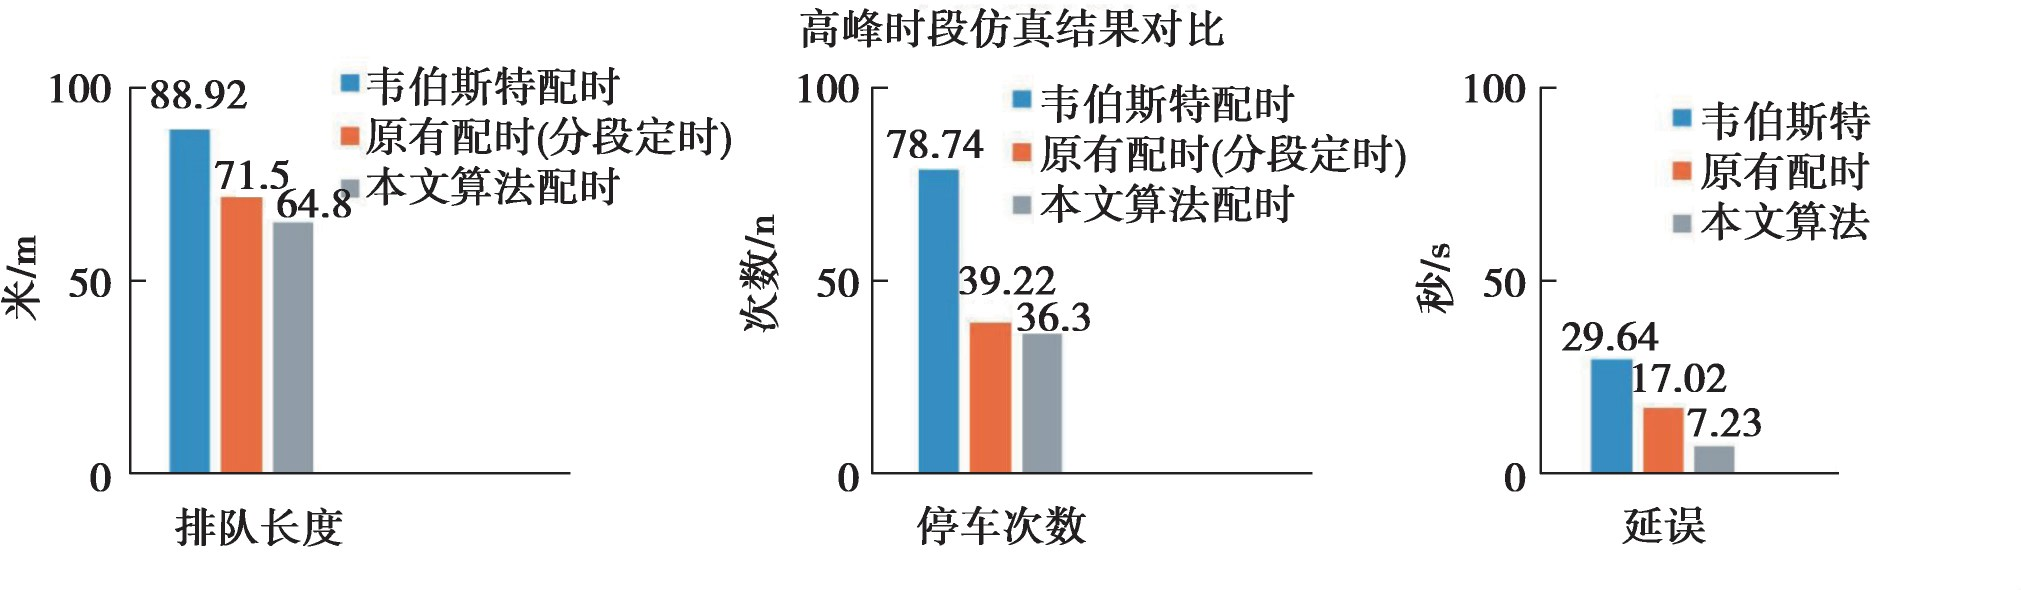 高峰时段仿真结果对比
100
50
0
米/m
88.92
71.5
64.8
韦伯斯特配时
原有配时(分段定时)
本文算法配时
排队长度
100
50
0
次数/n
78.74
39.22
36.3
韦伯斯特配时
原有配时(分段定时)
本文算法配时
停车次数
100
50
0
秒/s
29.64
17.02
7.23
韦伯斯特
原有配时
本文算法
延误